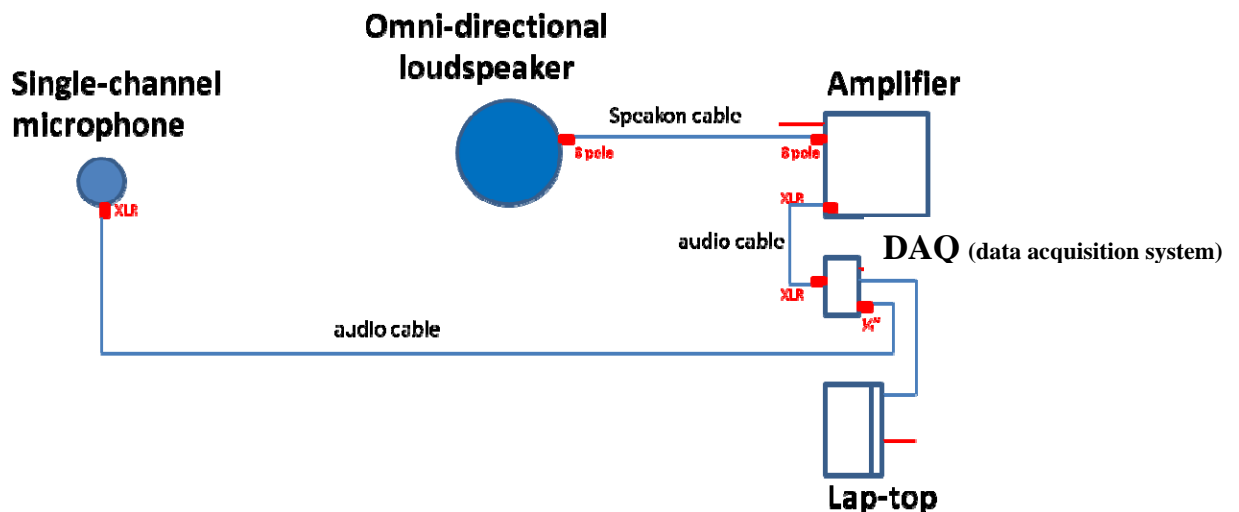 Omni-directional
loudspeaker
Single-channel
microphone
Amplifier
Speakon cable
8 pole
8 pole
XLR
XLR
audio cable
DAQ (data acquisition system)
XLR
¼"
audio cable
Lap-top